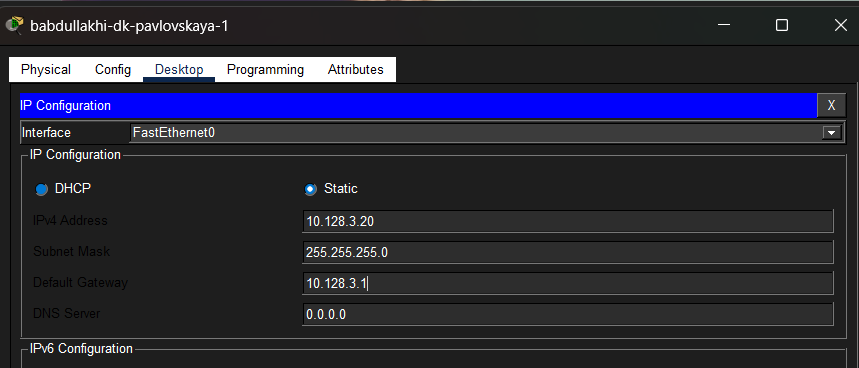 babdullakhi-dk-pavlovskaya-1
Physical Config Desktop Programming Attributes
IP Configuration X
Interface FastEthernet0
IP Configuration
DHCP Static
IPv4 Address 10.128.3.20
Subnet Mask 255.255.255.0
Default Gateway 10.128.3.1
DNS Server 0.0.0.0
IPv6 Configuration